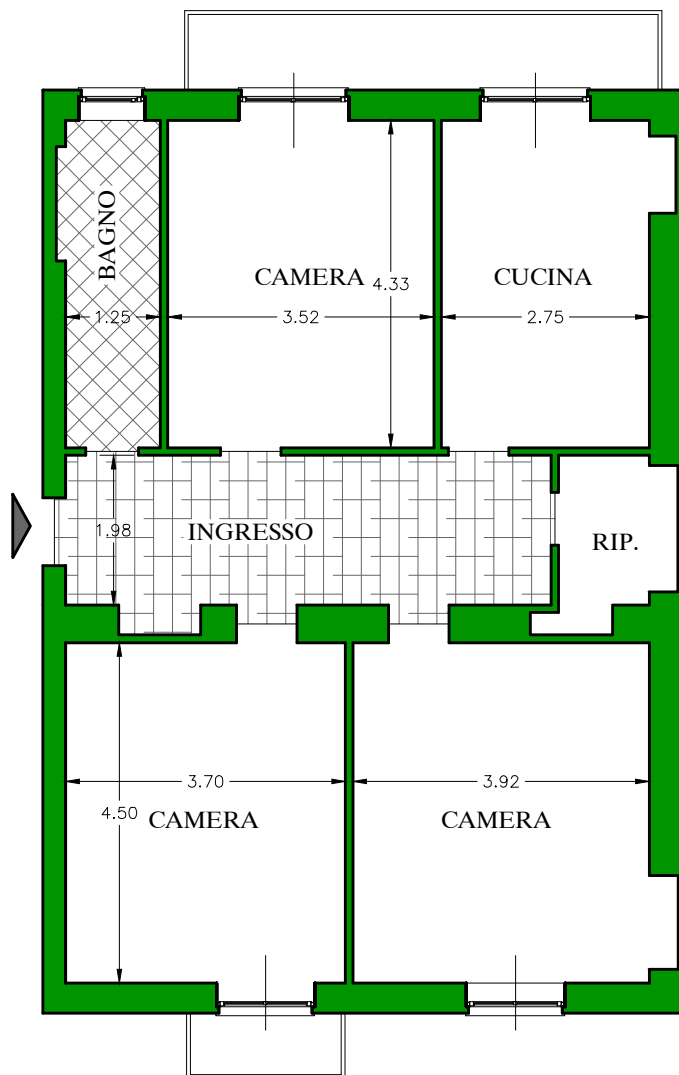 BAGNO
CAMERA
4.33
CUCINA
1.25
3.52
2.75
1.98
INGRESSO
RIP.
3.70
3.92
4.50
CAMERA
CAMERA